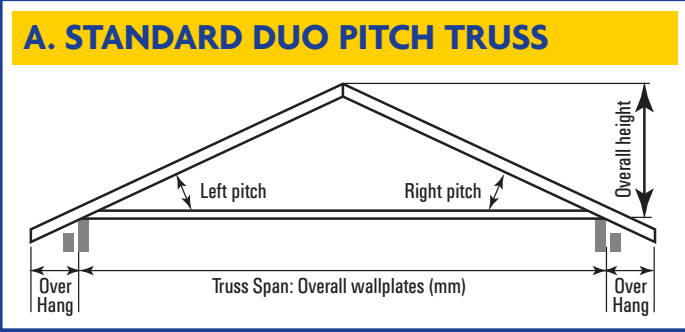 A. STANDARD DUO PITCH TRUSS
Overall height
Left pitch
Right pitch
Over
Hang
Truss Span: Overall wallplates (mm)
Over
Hang